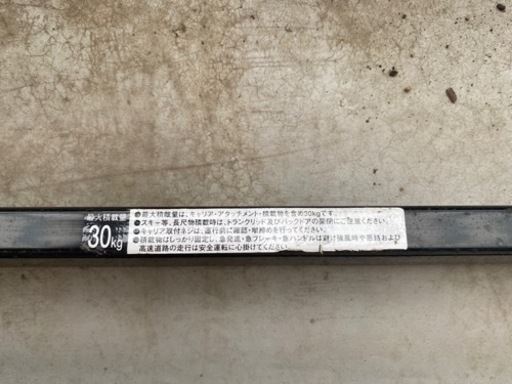 最大積載量
30kg
●最大積載量は、キャリア・アタッチメント・積載物を含め30kgです。
●スキー等、長尺物積載時は、トランクリッド及びバックドアの開閉にご注意ください。
●キャリア取付ネジは、走行前に確認・増締めを行ってください。
●積載物はしっかり固定し、急発進・急ブレーキ・急ハンドルは避け強風時や悪路および
高速道路の走行は安全運転に心掛けてください。